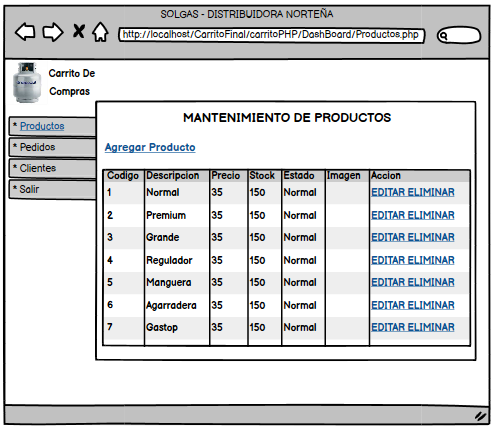 SOLGAS - DISTRIBUIDORA NORTEÑA
http://localhost/CarritoFinal/carritoPHP/DashBoard/Productos.php
Carrito De
Compras
* Productos
* Pedidos
* Clientes
* Salir
MANTENIMIENTO DE PRODUCTOS
Agregar Producto
Codigo Descripcion Precio Stock Estado Imagen Accion
1 Normal 35 150 Normal EDITAR ELIMINAR
2 Premium 35 150 Normal EDITAR ELIMINAR
3 Grande 35 150 Normal EDITAR ELIMINAR
4 Regulador 35 150 Normal EDITAR ELIMINAR
5 Manguera 35 150 Normal EDITAR ELIMINAR
6 Agarradera 35 150 Normal EDITAR ELIMINAR
7 Gastop 35 150 Normal EDITAR ELIMINAR